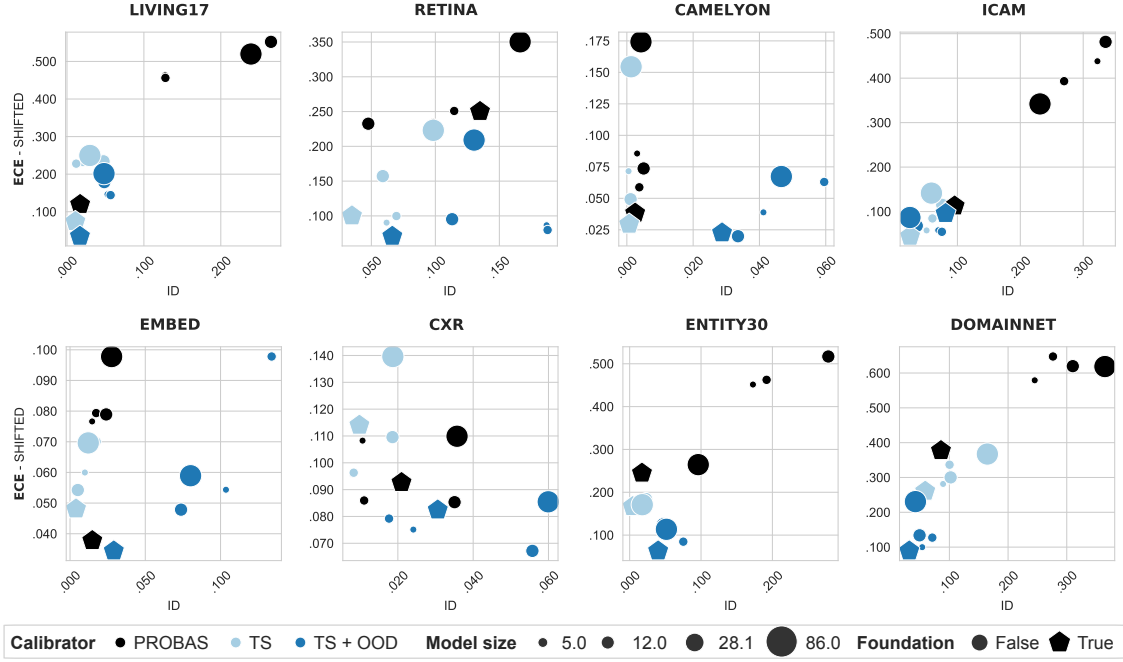 LIVING17 RETINA CAMELYON ICAM
.500 .400 .300 .200 .100
.350 .300 .250 .200 .150 .100
.175 .150 .125 .100 .075 .050 .025
.500 .400 .300 .200 .100
ECE - SHIFTED
.000 .100 .200
.050 .100 .150
.000 .020 .040 .060
.100 .200 .300
ID ID ID ID
EMBED CXR ENTITY30 DOMAINNET
.100 .090 .080 .070 .060 .050 .040
.140 .130 .120 .110 .100 .090 .080 .070
.500 .400 .300 .200 .100
.600 .500 .400 .300 .200 .100
ECE - SHIFTED
.000 .050 .100
.020 .040 .060
.000 .100 .200
.100 .200 .300
ID ID ID ID
Calibrator PROBAS TS TS + OOD Model size 5.0 12.0 28.1 86.0 Foundation False True